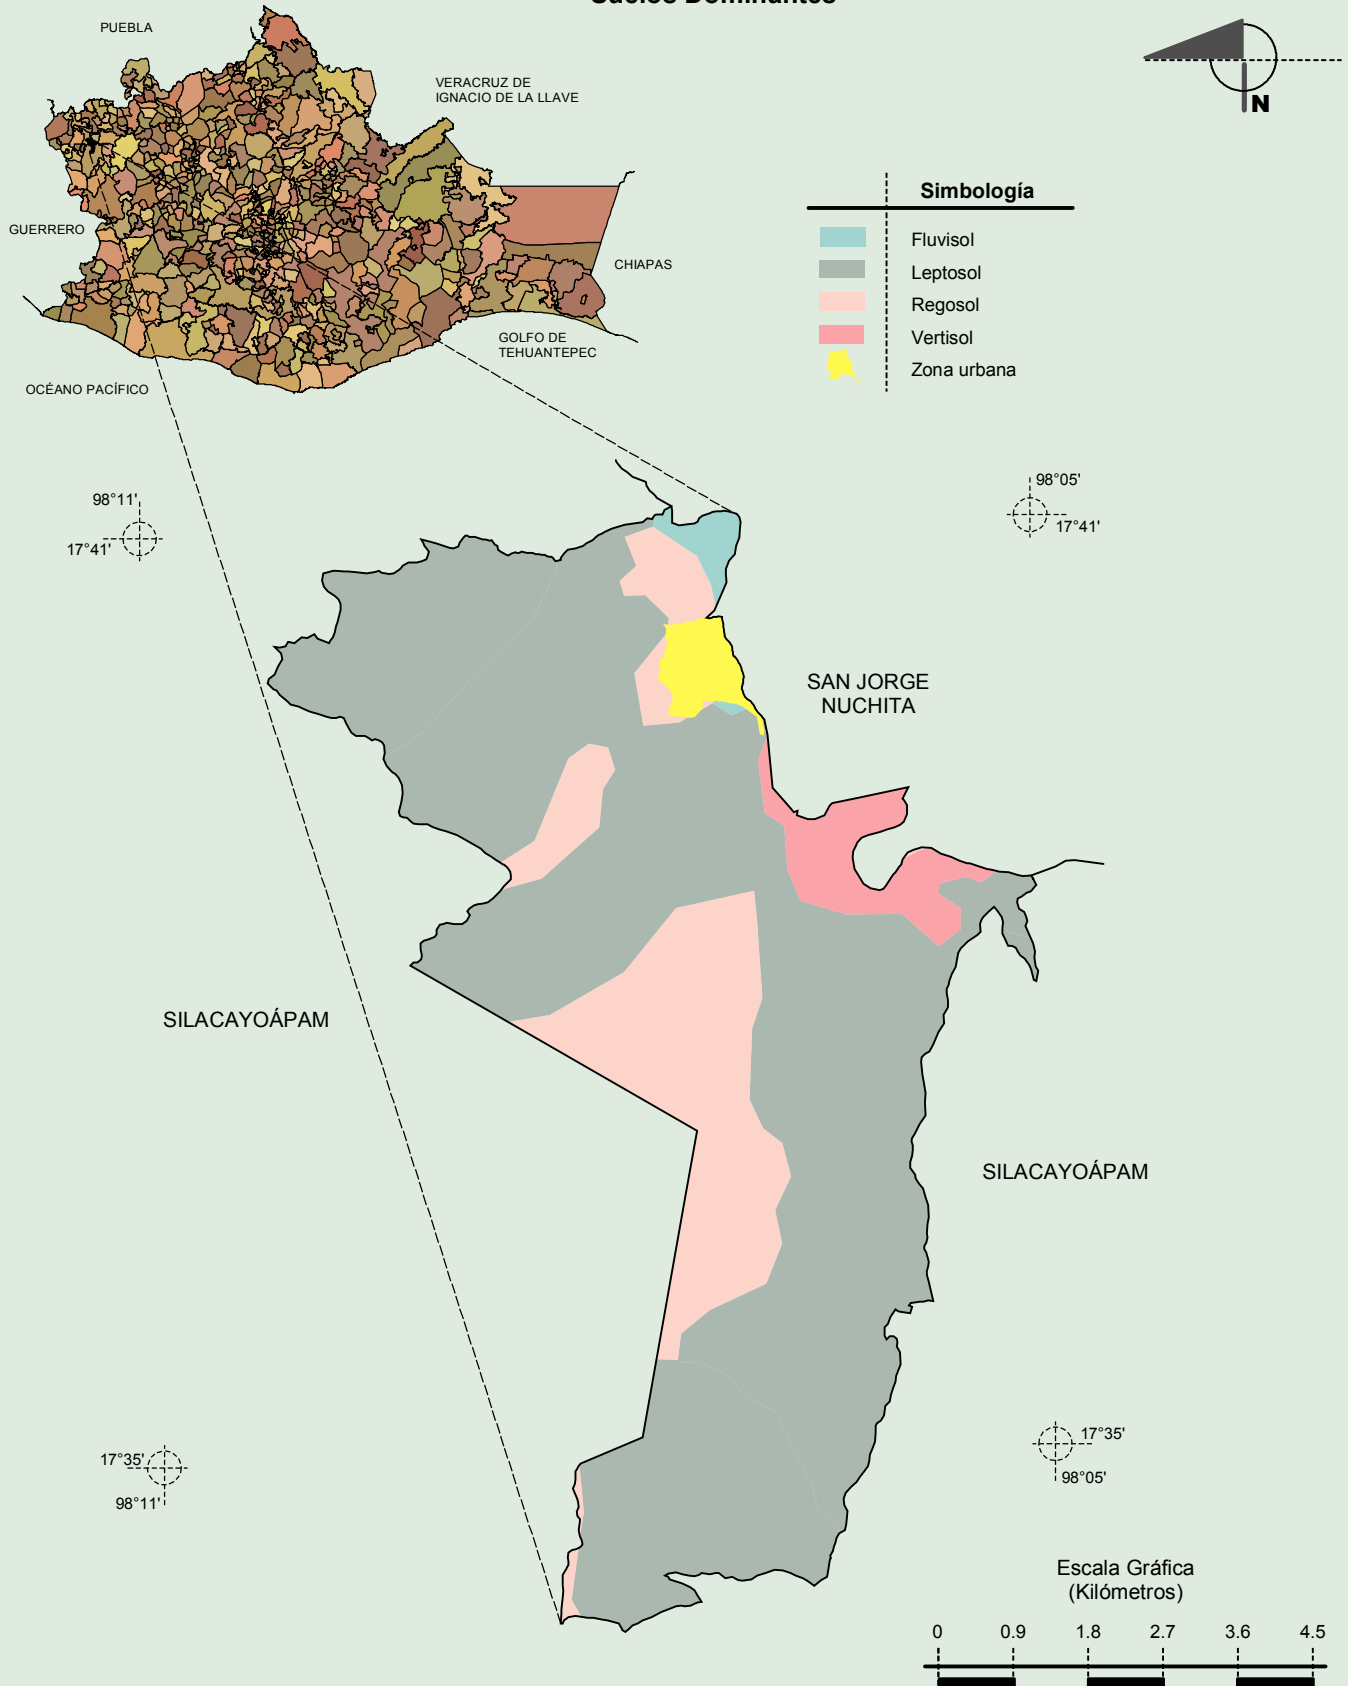 Suelos Dominantes
PUEBLA
VERACRUZ DE
IGNACIO DE LA LLAVE
GUERRERO
CHIAPAS
GOLFO DE
TEHUANTEPEC
OCÉANO PACÍFICO
N
Simbología
Fluvisol
Leptosol
Regosol
Vertisol
Zona urbana
98°11'
17°41'
98°05'
17°41'
SAN JORGE
NUCHITA
SILACAYOÁPAM
SILACAYOÁPAM
17°35'
98°11'
17°35'
98°05'
Escala Gráfica
(Kilómetros)
0 0.9 1.8 2.7 3.6 4.5